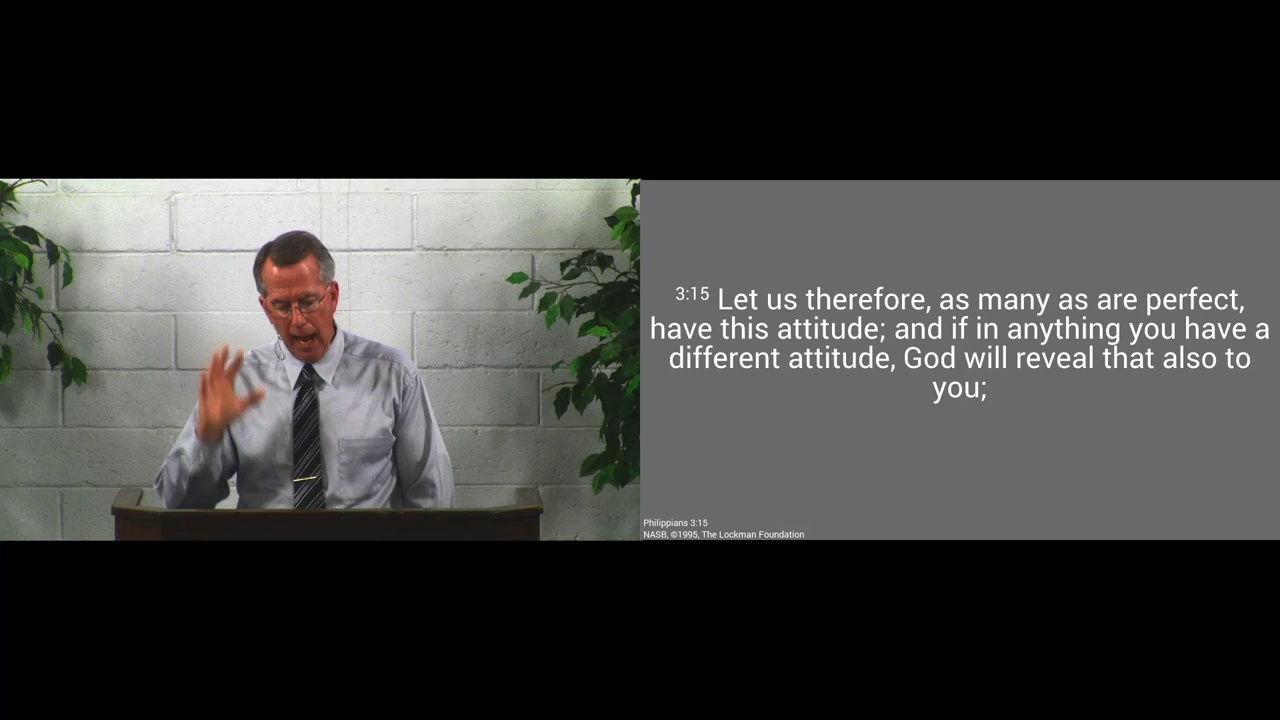 3:15 Let us therefore, as many as are perfect,
have this attitude; and if in anything you have a
different attitude, God will reveal that also to
you;
Philippians 3:15
NASB, ©1995, The Lockman Foundation